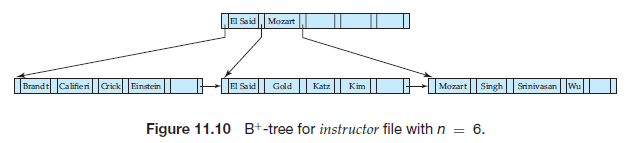 El Said Mozart
Brandt Califieri Crick Einstein El Said Gold Katz Kim Mozart Singh Srinivasan Wu
Figure 11.10 B+-tree for instructor file with n = 6.